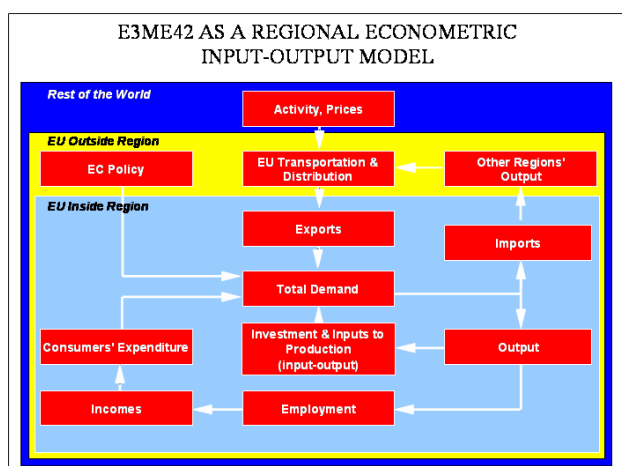 E3ME42 AS A REGIONAL ECONOMETRIC
INPUT-OUTPUT MODEL
Rest of the World
Activity, Prices
EU Outside Region
EC Policy
EU Transportation &
Distribution
Other Regions'
Output
EU Inside Region
Exports
Imports
Total Demand
Consumers' Expenditure
Investment & Inputs to
Production
(input-output)
Output
Incomes
Employment